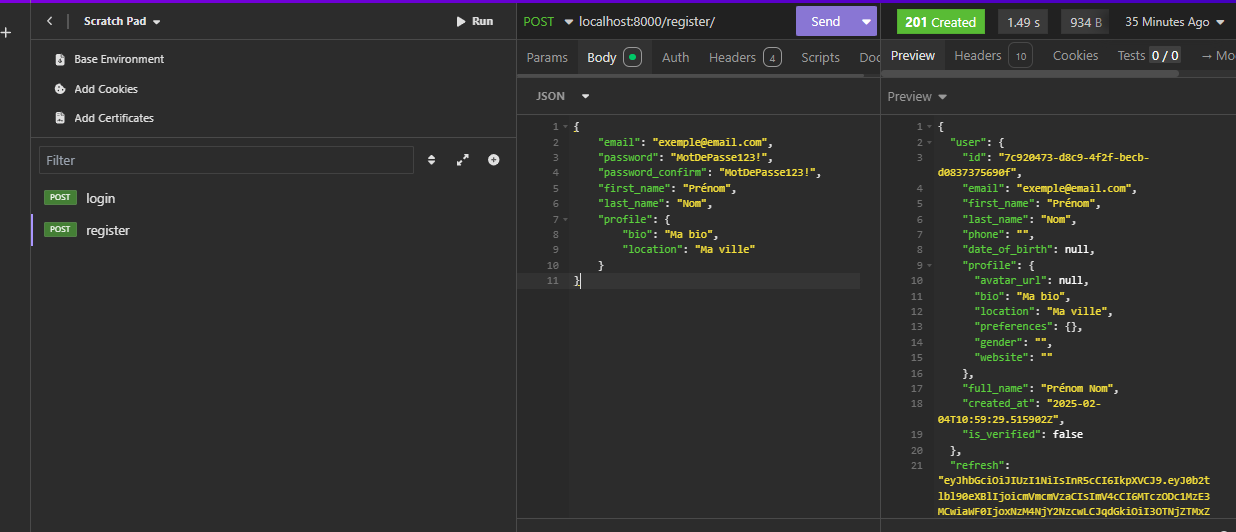 Scratch Pad
Run
Base Environment
Add Cookies
Add Certificates
Filter
POST login
POST register
POST localhost:8000/register/ Send
Params Body Auth Headers 4 Scripts Doc
JSON
1 {
2 "email": "exemple@email.com",
3 "password": "MotDePasse123!",
4 "password_confirm": "MotDePasse123!",
5 "first_name": "Prénom",
6 "last_name": "Nom",
7 "profile": {
8 "bio": "Ma bio",
9 "location": "Ma ville"
10 }
11 }
201 Created 1.49 s 934 B 35 Minutes Ago
Preview Headers 10 Cookies Tests 0 / 0 → Mo
Preview
1 {
2 "user": {
3 "id": "7c920473-d8c9-4f2f-becb-
d0837375690f",
4 "email": "exemple@email.com",
5 "first_name": "Prénom",
6 "last_name": "Nom",
7 "phone": "",
8 "date_of_birth": null,
9 "profile": {
10 "avatar_url": null,
11 "bio": "Ma bio",
12 "location": "Ma ville",
13 "preferences": {},
14 "gender": "",
15 "website": ""
16 },
17 "full_name": "Prénom Nom",
18 "created_at": "2025-02-
04T10:59:29.515902Z",
19 "is_verified": false
20 },
21 "refresh":
"eyJhbGciOiJIUzI1NiIsInR5cCI6IkpXVCJ9.eyJ0b2t
lbl90eXBlIjoicmVmcmVzaCIsImV4cCI6MTczODc1MzE3
MCwiaWF0IjoxNzM4NjY2NzcwLCJqdGkiOiI3OTNjZTMxZ